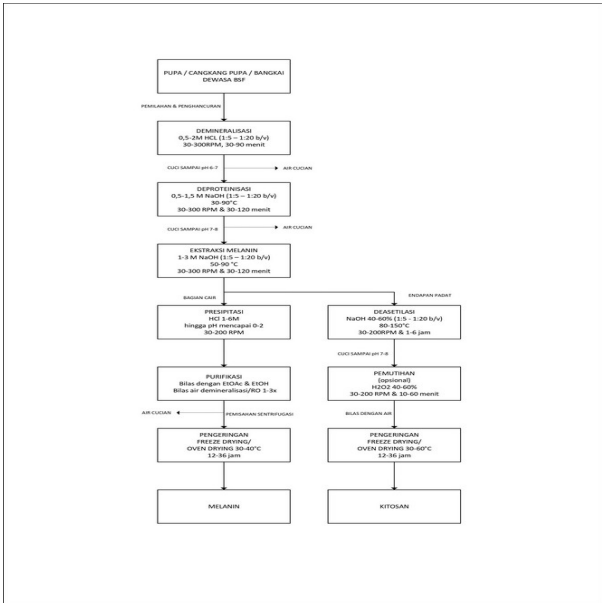 PUPA / CANGKANG PUPA / BANGKAI
DEWASA BSF
PEMILAHAN & PENGHANCURAN
DEMINERALISASI
0,5-2M HCL (1:5 – 1:20 b/v)
30-300RPM, 30-90 menit
CUCI SAMPAI pH 6-7
AIR CUCIAN
DEPROTEINISASI
0,5-1,5 M NaOH (1:5 – 1:20 b/v)
30-90°C
30-300 RPM & 30-120 menit
CUCI SAMPAI pH 7-8
AIR CUCIAN
EKSTRAKSI MELANIN
1-3 M NaOH (1:5 – 1:20 b/v)
50-90 °C
30-300 RPM & 30-120 menit
BAGIAN CAIR
ENDAPAN PADAT
PRESIPITASI
HCl 1-6M
hingga pH mencapai 0-2
30-200 RPM
DEASETILASI
NaOH 40-60% (1:5 - 1:20 b/v)
80-150°C
30-200RPM & 1-6 jam
CUCI SAMPAI pH 7-8
PURIFIKASI
Bilas dengan EtOAc & EtOH
Bilas air demineralisasi/RO 1-3x
PEMUTIHAN
(opsional)
H2O2 40-60%
30-200 RPM & 10-60 menit
AIR CUCIAN
PEMISAHAN SENTRIFUGASI
BILAS DENGAN AIR
PENGERINGAN
FREEZE DRYING/
OVEN DRYING 30-40°C
12-36 jam
PENGERINGAN
FREEZE DRYING/
OVEN DRYING 30-60°C
12-36 jam
MELANIN
KITOSAN